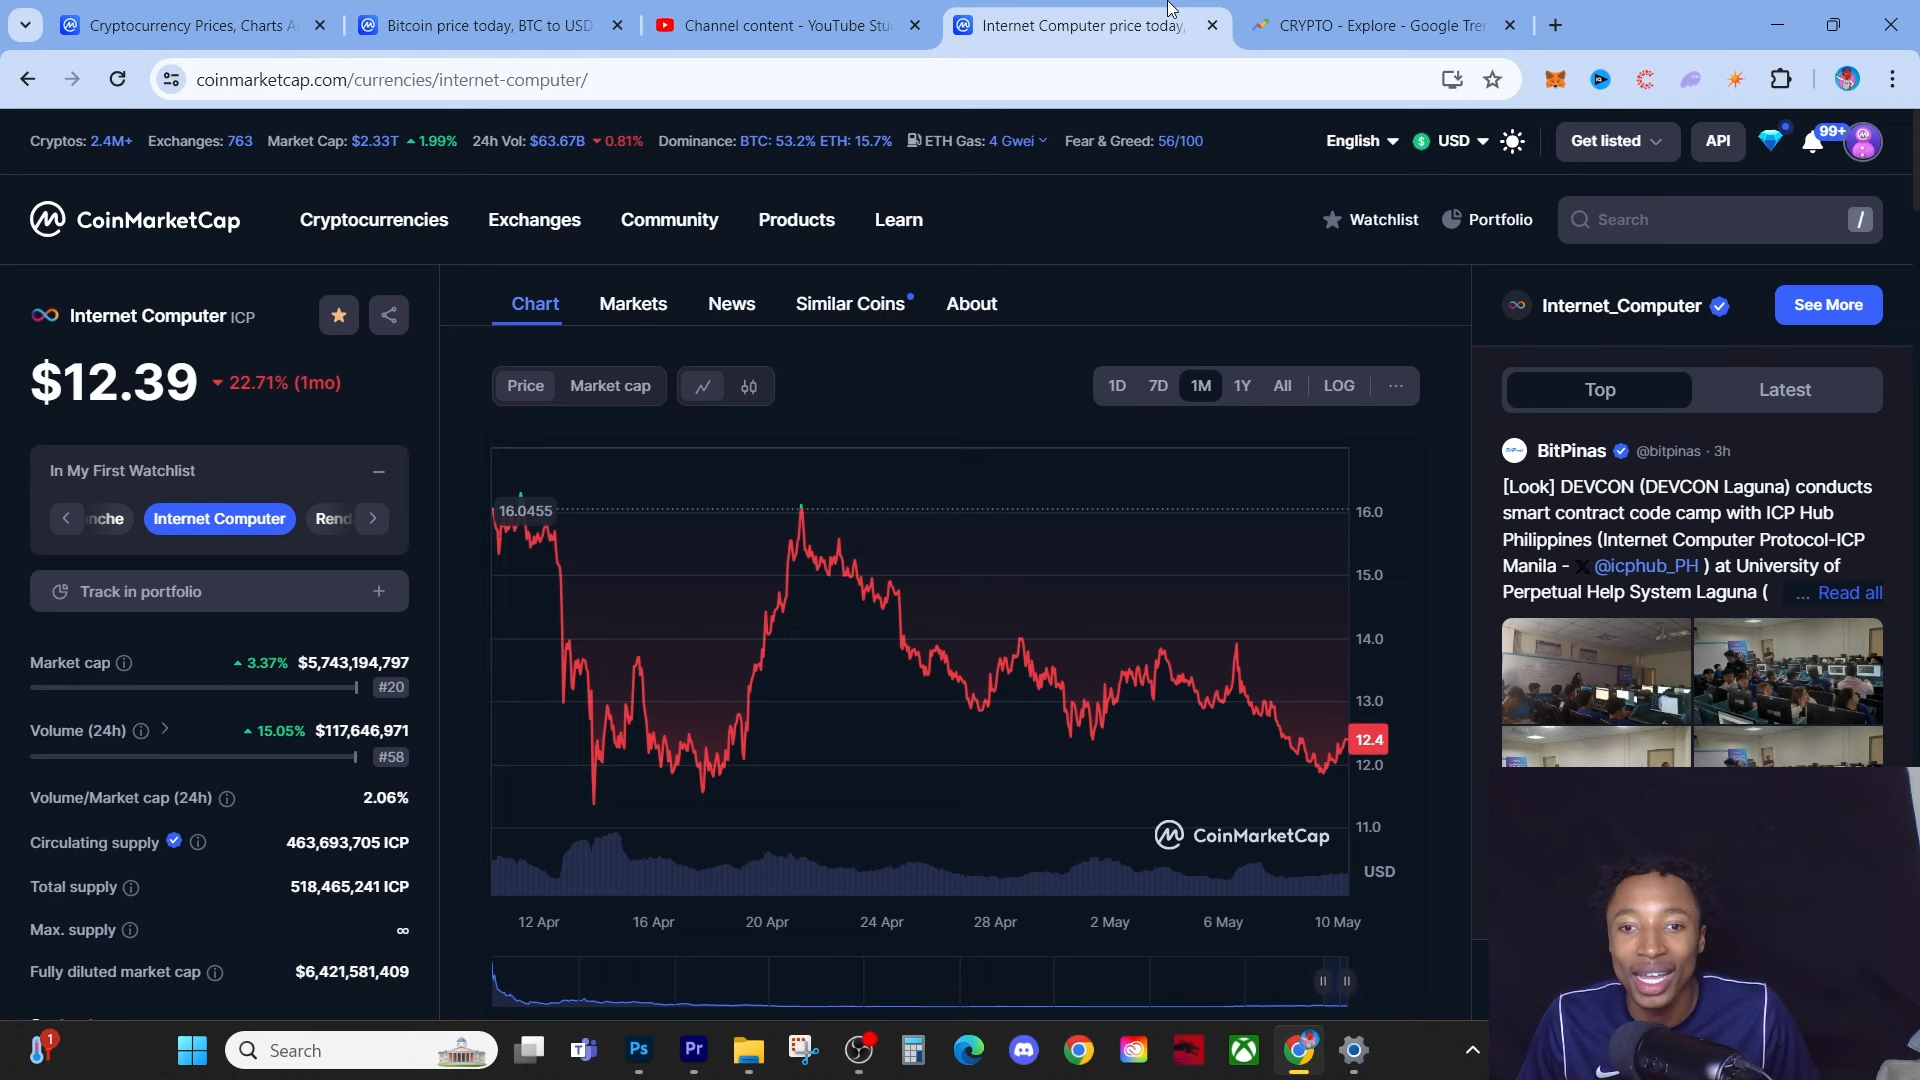 Cryptocurrency Prices, Charts A
Bitcoin price today, BTC to USD
Channel content - YouTube Stu
Internet Computer price today,
CRYPTO - Explore - Google Tren
coinmarketcap.com/currencies/internet-computer/
Cryptos: 2.4M+ Exchanges: 763 Market Cap: $2.33T 1.99% 24h Vol: $63.67B 0.81% Dominance: BTC: 53.2% ETH: 15.7% ETH Gas: 4 Gwei Fear & Greed: 56/100
English $ USD Get listed API 99+
CoinMarketCap Cryptocurrencies Exchanges Community Products Learn Watchlist Portfolio Search /
Internet Computer ICP
$12.39 22.71% (1mo)
In My First Watchlist
nche Internet Computer Rend
Track in portfolio +
Market cap 3.37% $5,743,194,797
#20
Volume (24h) 15.05% $117,646,971
#58
Volume/Market cap (24h) 2.06%
Circulating supply 463,693,705 ICP
Total supply 518,465,241 ICP
Max. supply ∞
Fully diluted market cap $6,421,581,409
Chart Markets News Similar Coins About
Price Market cap 1D 7D 1M 1Y All LOG ...
16.0455
16.0
15.0
14.0
13.0
12.4
12.0
11.0
CoinMarketCap
USD
12 Apr 16 Apr 20 Apr 24 Apr 28 Apr 2 May 6 May 10 May
Internet_Computer See More
Top Latest
BitPinas @bitpinas · 3h
[Look] DEVCON (DEVCON Laguna) conducts
smart contract code camp with ICP Hub
Philippines (Internet Computer Protocol-ICP
Manila - X @icphub_PH ) at University of
Perpetual Help System Laguna ( ... Read all
1
Search
Ps
Pr